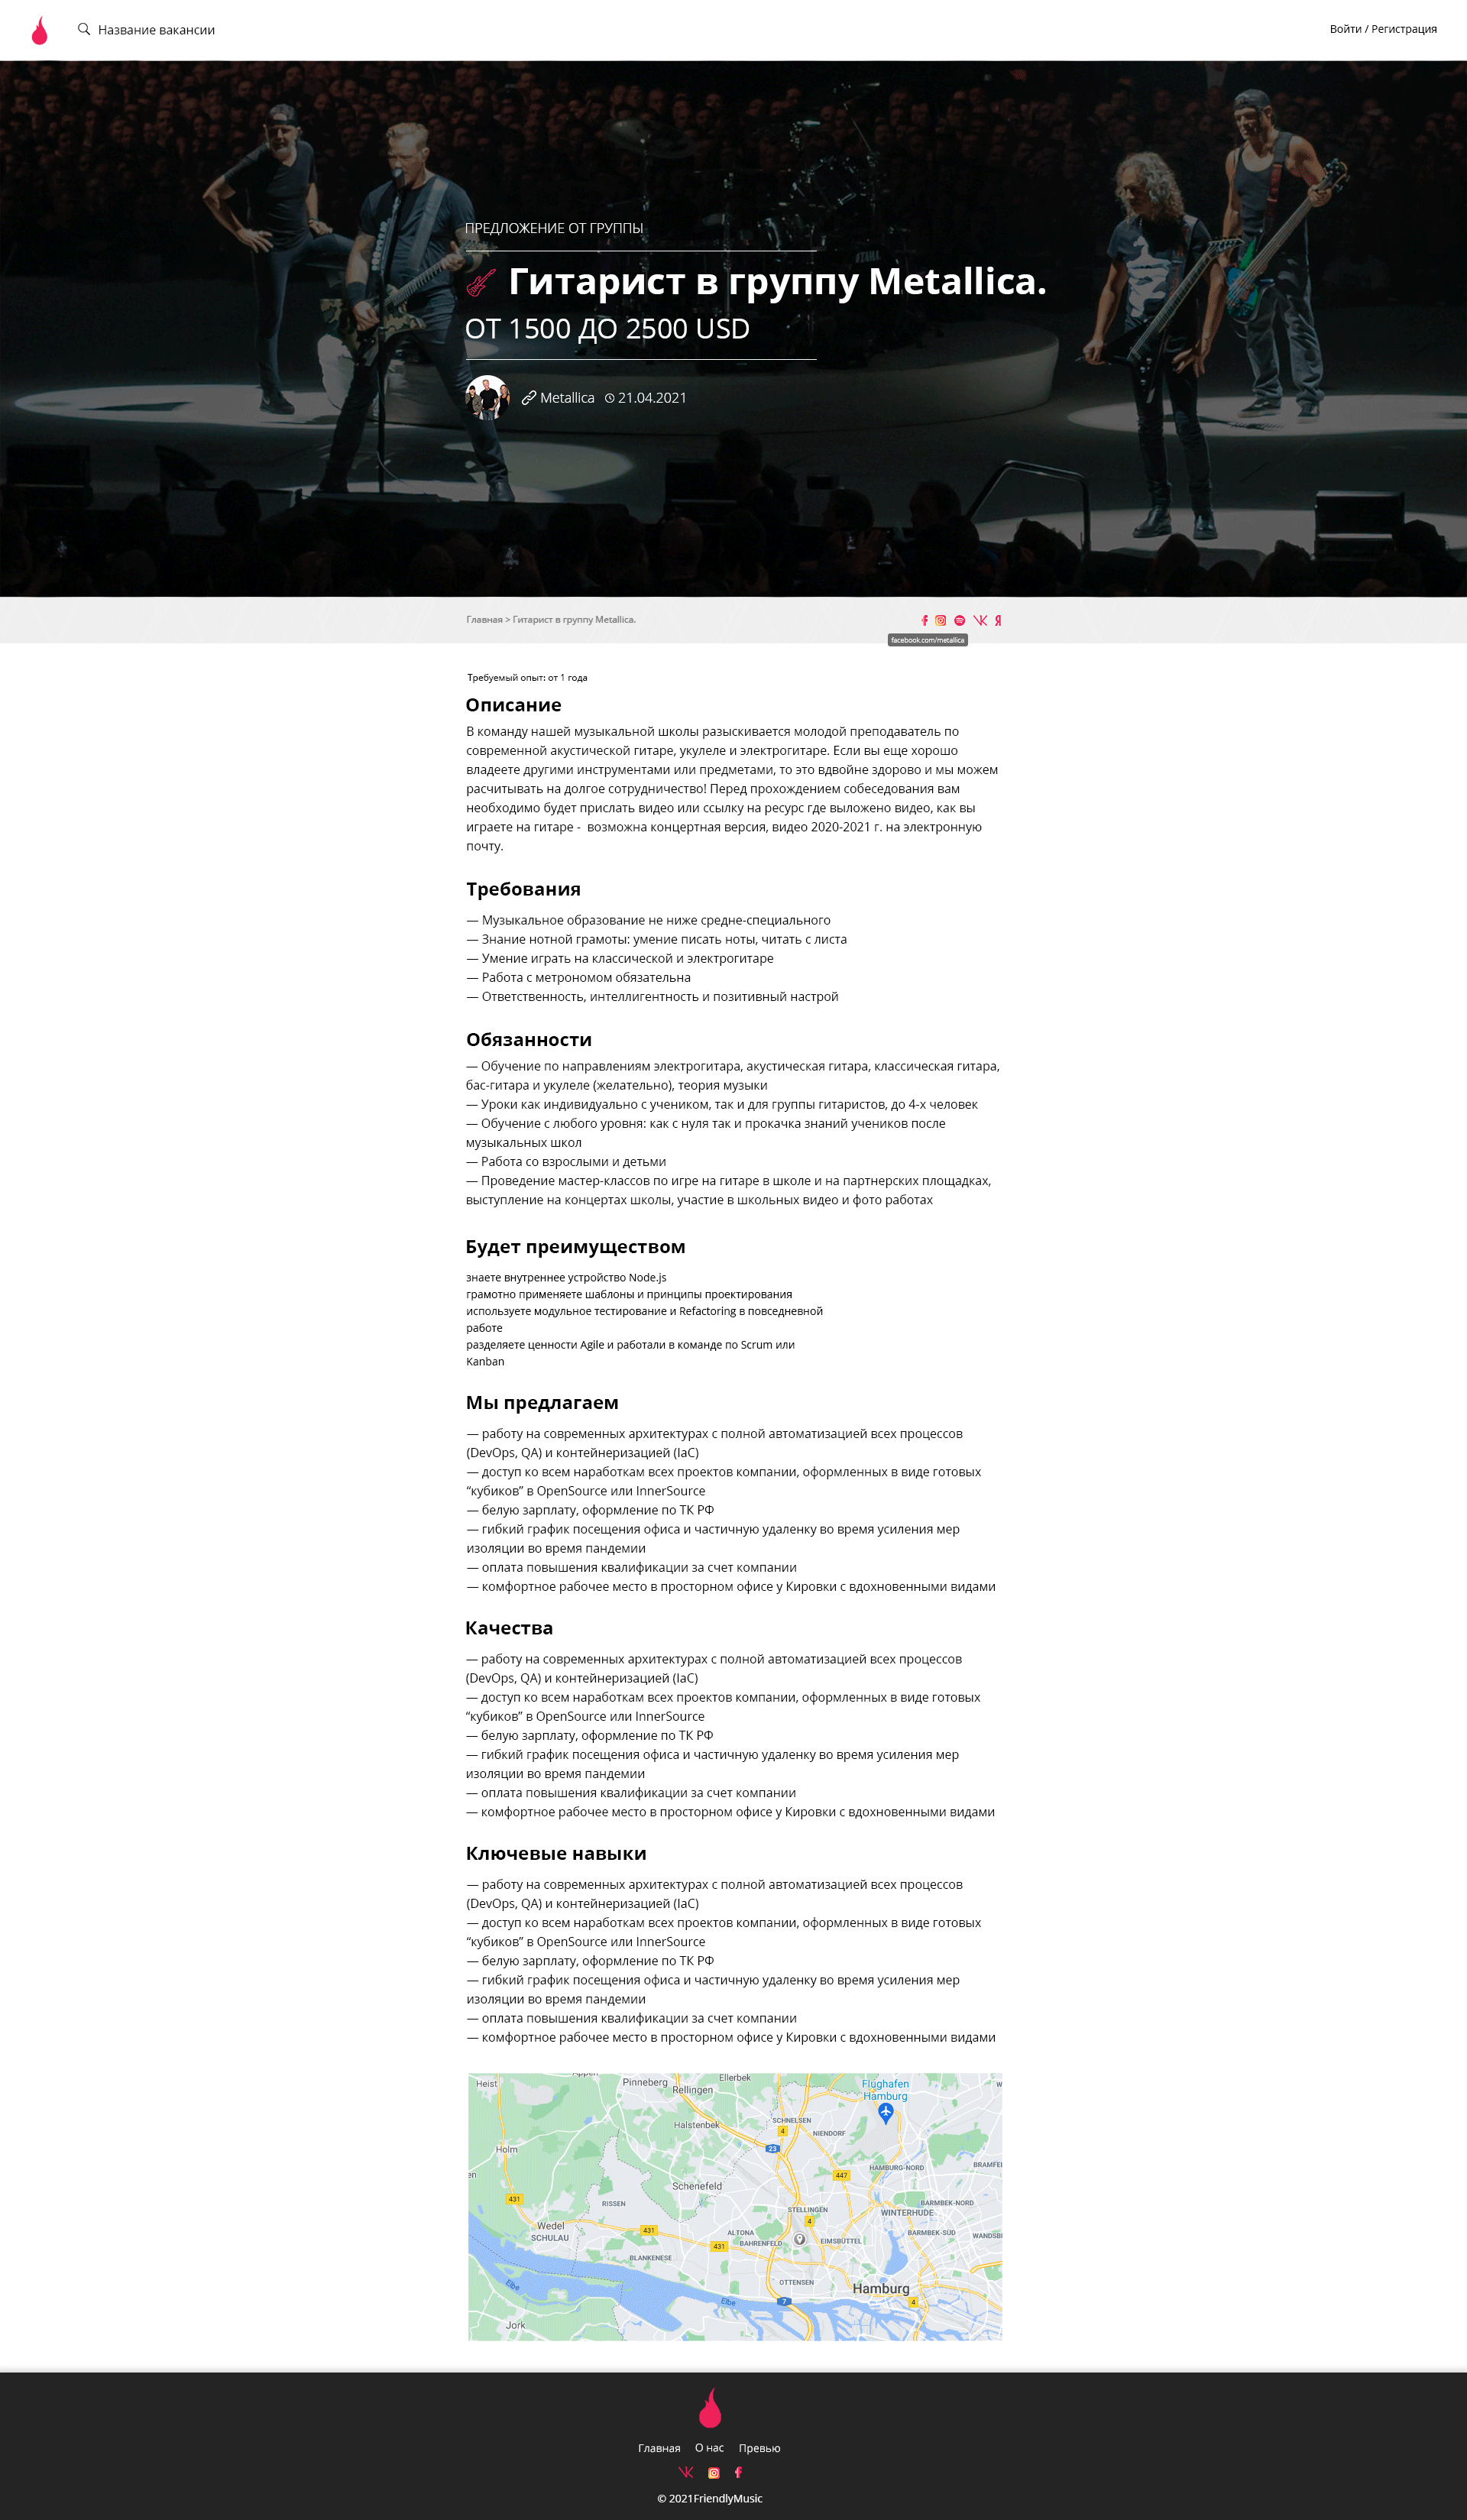 Название вакансии
Войти / Регистрация
ПРЕДЛОЖЕНИЕ ОТ ГРУППЫ
Гитарист в группу Metallica.
ОТ 1500 ДО 2500 USD
Metallica 21.04.2021
Главная > Гитарист в группу Metallica.
facebook.com/metallica
Требуемый опыт: от 1 года
Описание
В команду нашей музыкальной школы разыскивается молодой преподаватель по
современной акустической гитаре, укулеле и электрогитаре. Если вы еще хорошо
владеете другими инструментами или предметами, то это вдвойне здорово и мы можем
расчитывать на долгое сотрудничество! Перед прохождением собеседования вам
необходимо будет прислать видео или ссылку на ресурс где выложено видео, как вы
играете на гитаре -  возможна концертная версия, видео 2020-2021 г. на электронную
почту.
Требования
— Музыкальное образование не ниже средне-специального
— Знание нотной грамоты: умение писать ноты, читать с листа
— Умение играть на классической и электрогитаре
— Работа с метрономом обязательна
— Ответственность, интеллигентность и позитивный настрой
Обязанности
— Обучение по направлениям электрогитара, акустическая гитара, классическая гитара,
бас-гитара и укулеле (желательно), теория музыки
— Уроки как индивидуально с учеником, так и для группы гитаристов, до 4-х человек
— Обучение с любого уровня: как с нуля так и прокачка знаний учеников после
музыкальных школ
— Работа со взрослыми и детьми
— Проведение мастер-классов по игре на гитаре в школе и на партнерских площадках,
выступление на концертах школы, участие в школьных видео и фото работах
Будет преимуществом
знаете внутреннее устройство Node.js
грамотно применяете шаблоны и принципы проектирования
используете модульное тестирование и Refactoring в повседневной
работе
разделяете ценности Agile и работали в команде по Scrum или
Kanban
Мы предлагаем
— работу на современных архитектурах с полной автоматизацией всех процессов
(DevOps, QA) и контейнеризацией (IaC)
— доступ ко всем наработкам всех проектов компании, оформленных в виде готовых
“кубиков” в OpenSource или InnerSource
— белую зарплату, оформление по ТК РФ
— гибкий график посещения офиса и частичную удаленку во время усиления мер
изоляции во время пандемии
— оплата повышения квалификации за счет компании
— комфортное рабочее место в просторном офисе у Кировки с вдохновенными видами
Качества
— работу на современных архитектурах с полной автоматизацией всех процессов
(DevOps, QA) и контейнеризацией (IaC)
— доступ ко всем наработкам всех проектов компании, оформленных в виде готовых
“кубиков” в OpenSource или InnerSource
— белую зарплату, оформление по ТК РФ
— гибкий график посещения офиса и частичную удаленку во время усиления мер
изоляции во время пандемии
— оплата повышения квалификации за счет компании
— комфортное рабочее место в просторном офисе у Кировки с вдохновенными видами
Ключевые навыки
— работу на современных архитектурах с полной автоматизацией всех процессов
(DevOps, QA) и контейнеризацией (IaC)
— доступ ко всем наработкам всех проектов компании, оформленных в виде готовых
“кубиков” в OpenSource или InnerSource
— белую зарплату, оформление по ТК РФ
— гибкий график посещения офиса и частичную удаленку во время усиления мер
изоляции во время пандемии
— оплата повышения квалификации за счет компании
— комфортное рабочее место в просторном офисе у Кировки с вдохновенными видами
Heist
Pinneberg
Rellingen
Ellerbek
Flughafen
Hamburg
Halstenbek
SCHNELSEN
4
NIENDORF
23
Holm
HAMBURG-NORD
BRAMFEL
447
Schenefeld
431
RISSEN
STELLINGEN
BARMBEK-NORD
4
WINTERHUDE
Wedel
SCHULAU
431
ALTONA
BAHRENFELD
431
EIMSBÜTTEL
BARMBEK-SÜD
WANDSB
BLANKENESE
OTTENSEN
Hamburg
Elbe
7
Elbe
4
Jork
Главная О нас Превью
© 2021FriendlyMusic